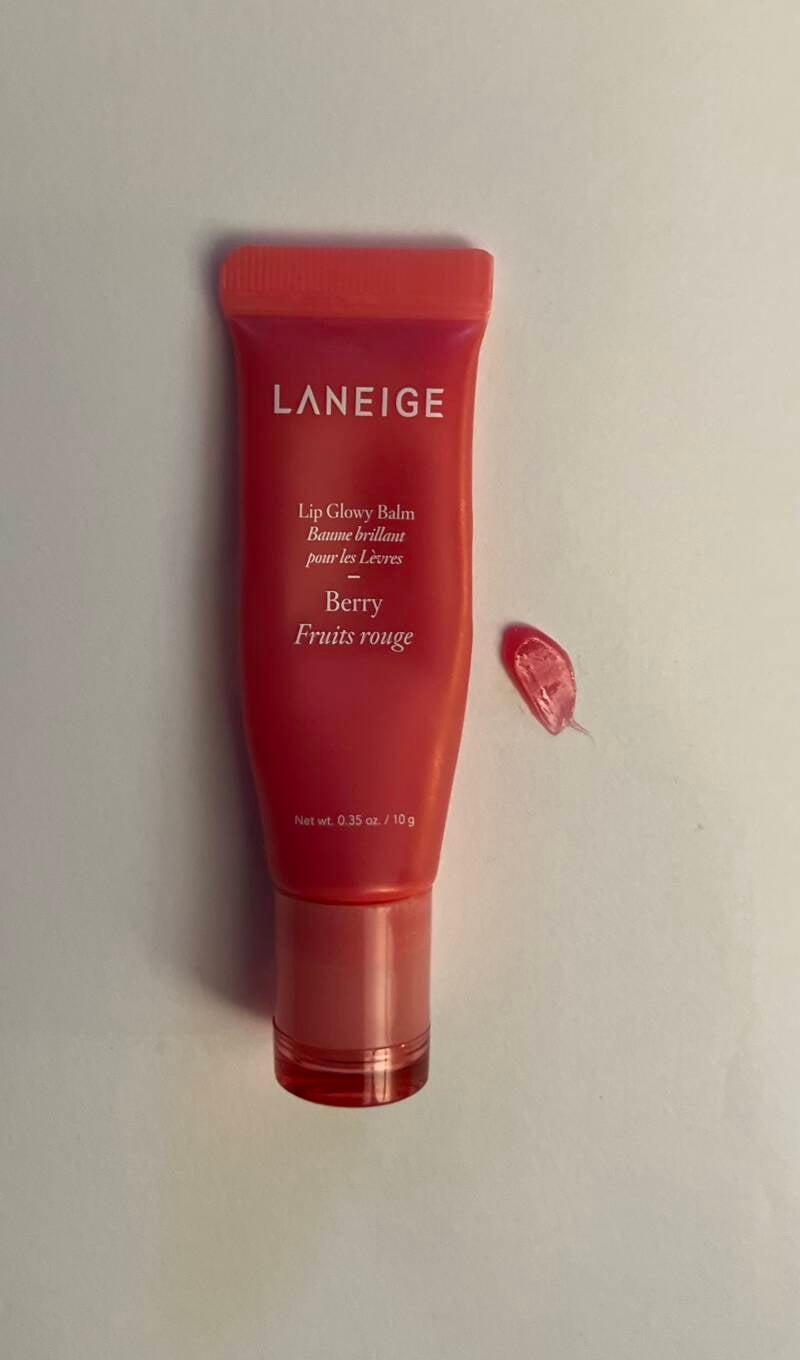 LANEIGE
Lip Glowy Balm
Baume brillant
pour les Lèvres
Berry
Fruits rouge
Net wt. 0.35 oz. / 10 g